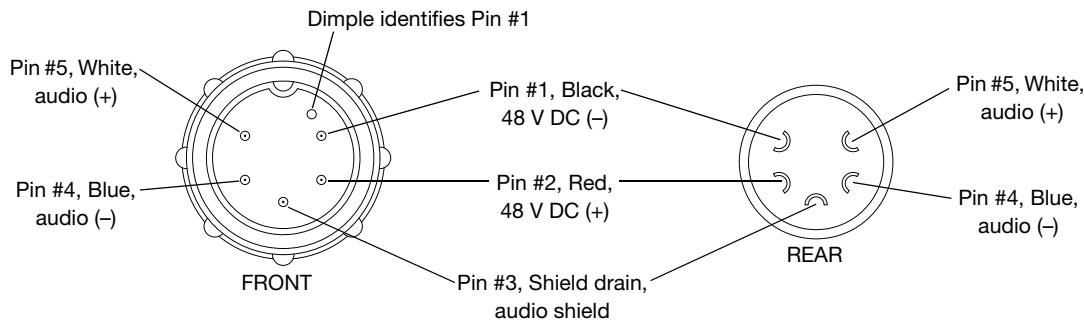 Dimple identifies Pin #1
Pin #5, White,
audio (+)
Pin #1, Black,
48 V DC (–)
Pin #5, White,
audio (+)
Pin #4, Blue,
audio (–)
Pin #2, Red,
48 V DC (+)
Pin #4, Blue,
audio (–)
FRONT
REAR
Pin #3, Shield drain,
audio shield